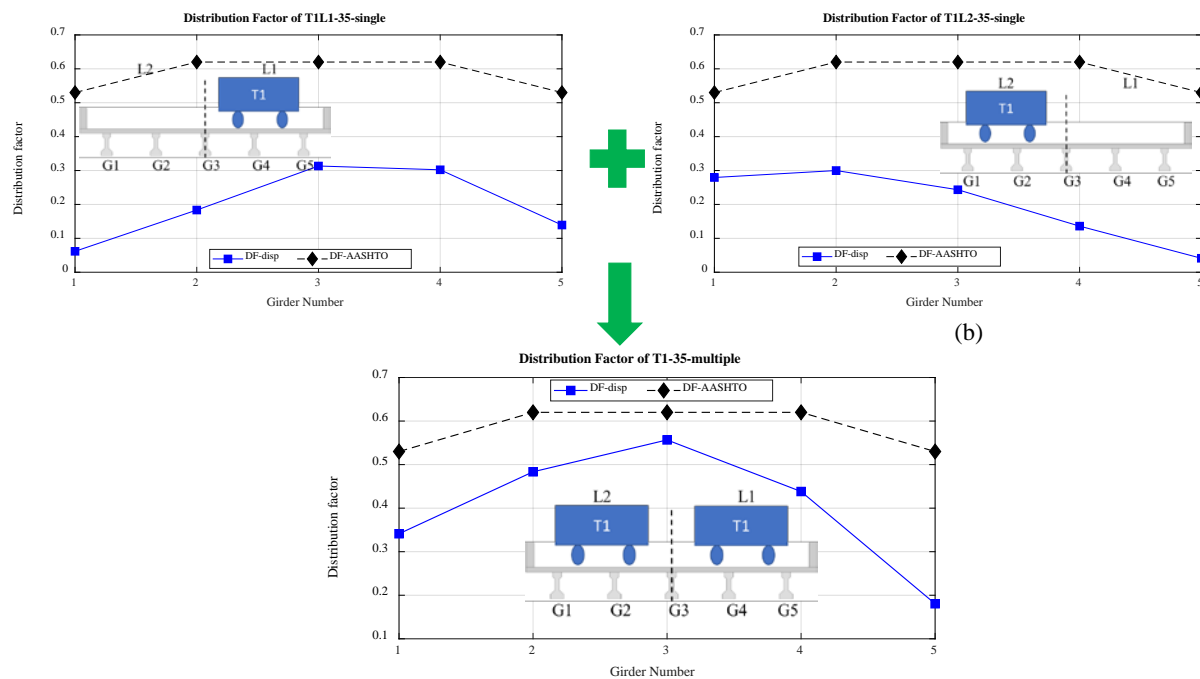 Distribution Factor of T1L1-35-single
0.7
0.6
0.5
0.4
0.3
0.2
0.1
0
Distribution factor
L2
L1
T1
G1 G2 G3 G4 G5
DF-disp DF-AASHTO
1 2 3 4 5
Girder Number
Distribution Factor of T1L2-35-single
0.7
0.6
0.5
0.4
0.3
0.2
0.1
0
Distribution factor
L2
L1
T1
G1 G2 G3 G4 G5
DF-disp DF-AASHTO
1 2 3 4 5
Girder Number
(b)
Distribution Factor of T1-35-multiple
0.7
0.6
0.5
0.4
0.3
0.2
0.1
Distribution factor
DF-disp DF-AASHTO
L2 L1
T1 T1
G1 G2 G3 G4 G5
1 2 3 4 5
Girder Number